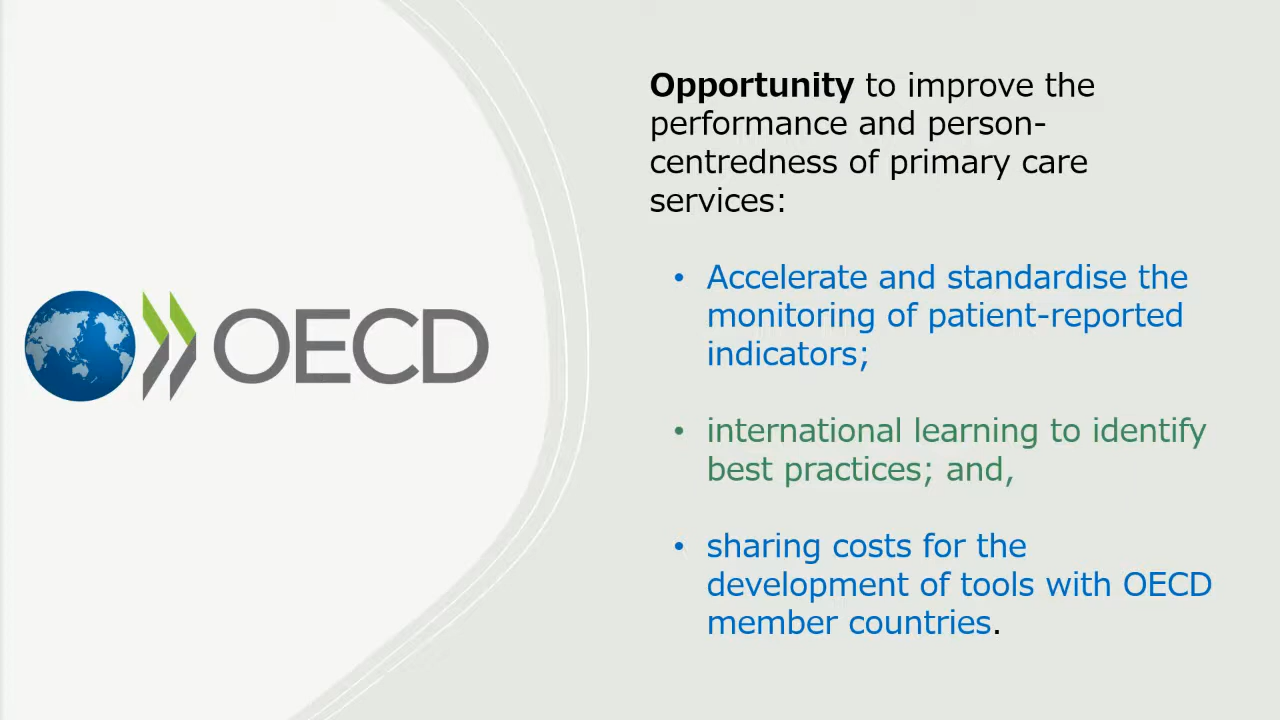 OECD
Opportunity to improve the
performance and person-
centredness of primary care
services:
• Accelerate and standardise the
monitoring of patient-reported
indicators;
• international learning to identify
best practices; and,
• sharing costs for the
development of tools with OECD
member countries.